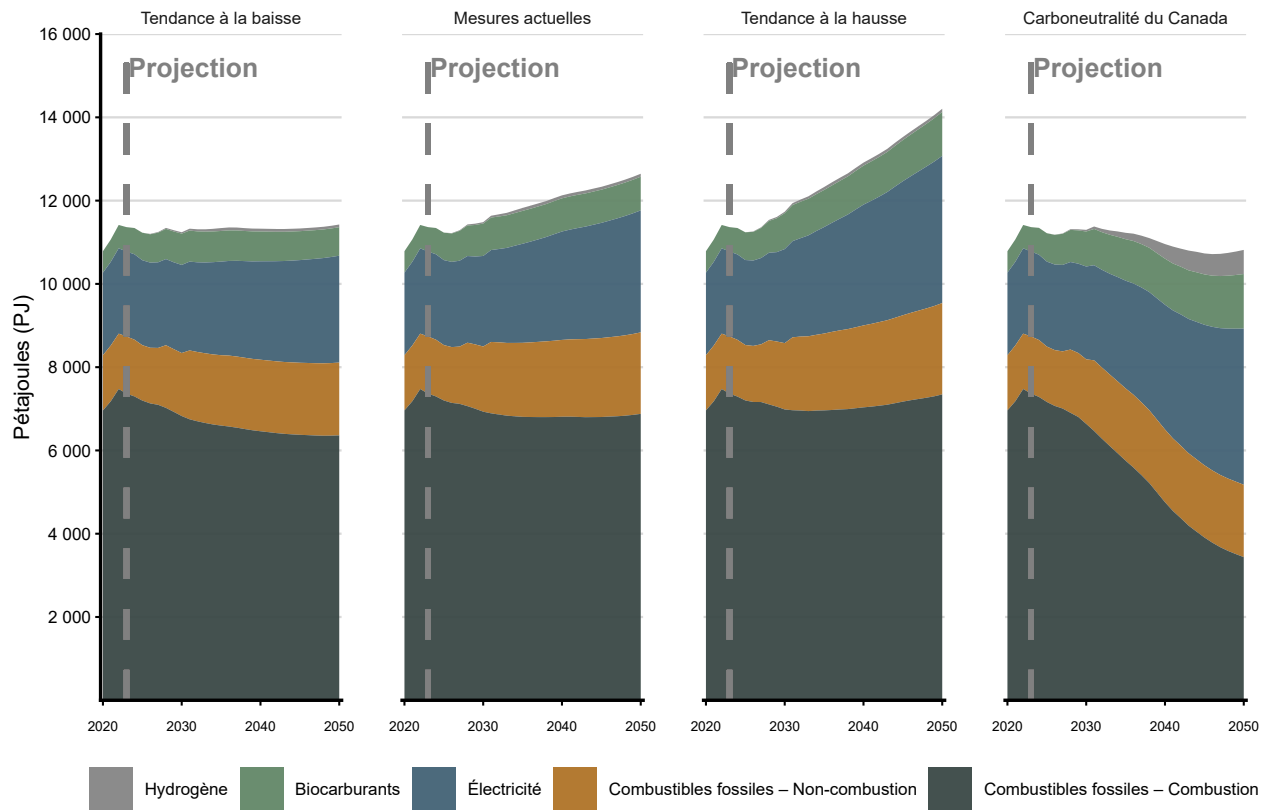 Tendance à la baisse
Mesures actuelles
Tendance à la hausse
Carboneutralité du Canada
16 000
14 000
12 000
10 000
8 000
6 000
4 000
2 000
Pétajoules (PJ)
Projection
Projection
Projection
Projection
2020 2030 2040 2050
2020 2030 2040 2050
2020 2030 2040 2050
2020 2030 2040 2050
Hydrogène
Biocarburants
Électricité
Combustibles fossiles – Non-combustion
Combustibles fossiles – Combustion